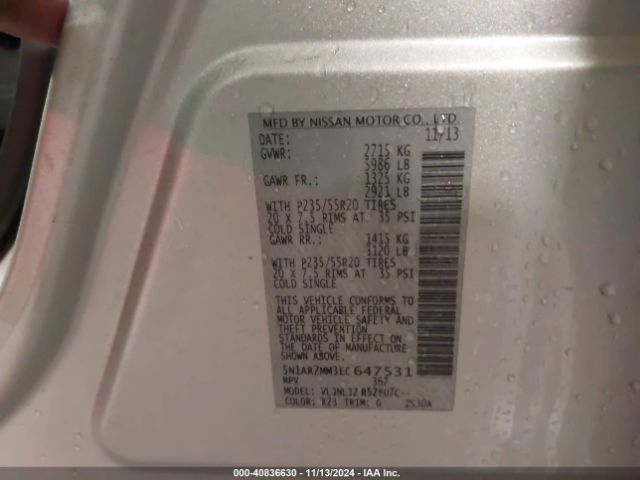 MFD BY NISSAN MOTOR CO., LTD.
DATE: 11/13
GVWR: 2715 KG
5986 LB
GAWR FR.: 1325 KG
2921 LB
WITH P235/55R20 TIRES
20 X 7.5 RIMS AT 35 PSI
COLD SINGLE
GAWR RR.: 1415 KG
3120 LB
WITH P235/55R20 TIRES
20 X 7.5 RIMS AT 35 PSI
COLD SINGLE
THIS VEHICLE CONFORMS TO
ALL APPLICABLE FEDERAL
MOTOR VEHICLE SAFETY AND
THEFT PREVENTION
STANDARDS IN EFFECT ON
THE DATE OF MANUFACTURE
SHOWN ABOVE.
5N1AR2MM3EC647531
MPV 367
MODEL:
COLOR: K23 TRIM: G 2530A
000-40836630 - 11/13/2024 - IAA Inc.